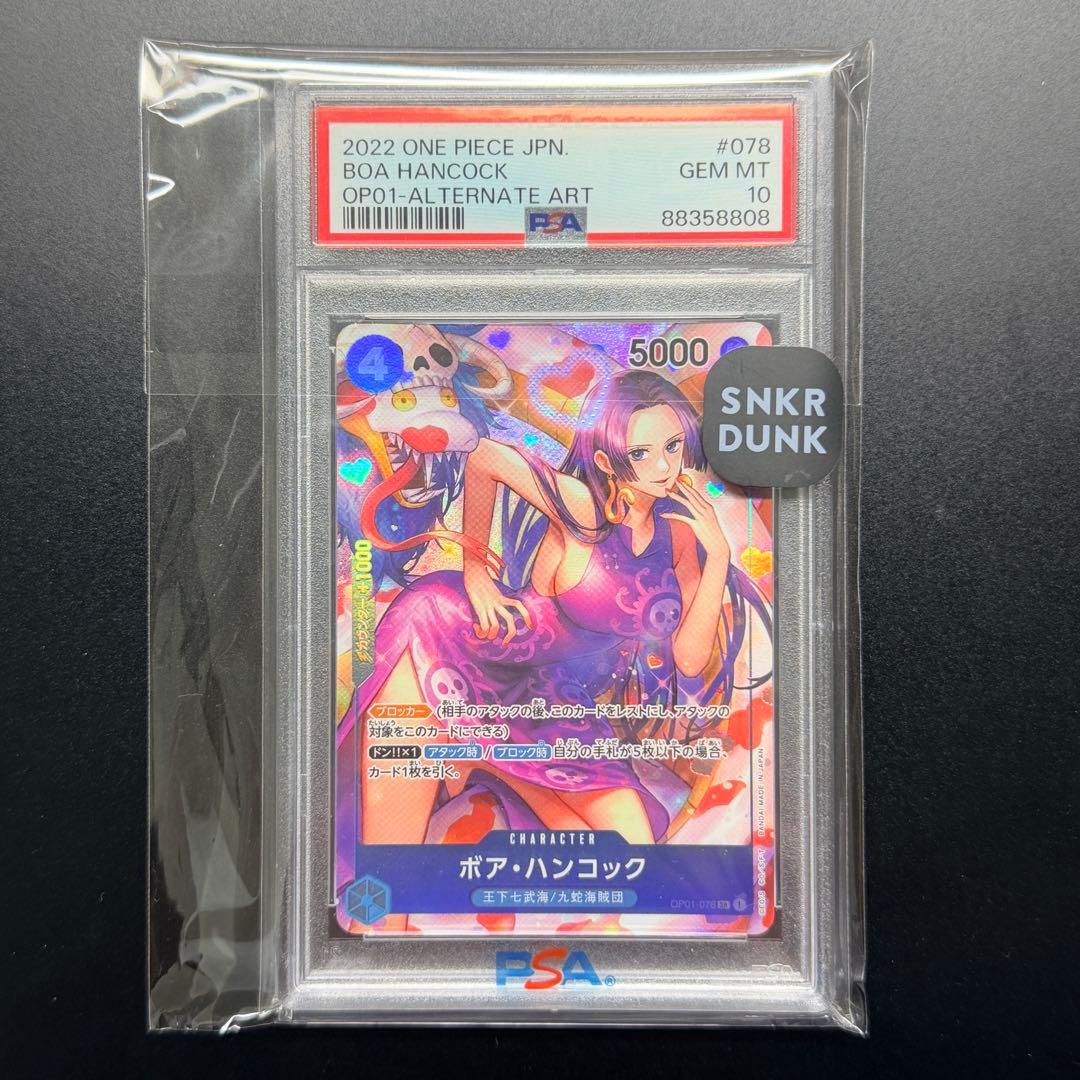 2022 ONE PIECE JPN.
#078
BOA HANCOCK
GEM MT
OP01-ALTERNATE ART
10
PSA
88358808
4
5000
SNKR
DUNK
カウンター+1000
ブロッカー (相手のアタックの後、このカードをレストにし、アタックの
対象をこのカードにできる)
ドン!!×1 アタック時 / ブロック時 自分の手札が5枚以下の場合、
カード1枚を引く。
BANDAI MADE IN JAPAN
CHARACTER
ボア・ハンコック
王下七武海/九蛇海賊団
OP01-078 SR 1
PSA®